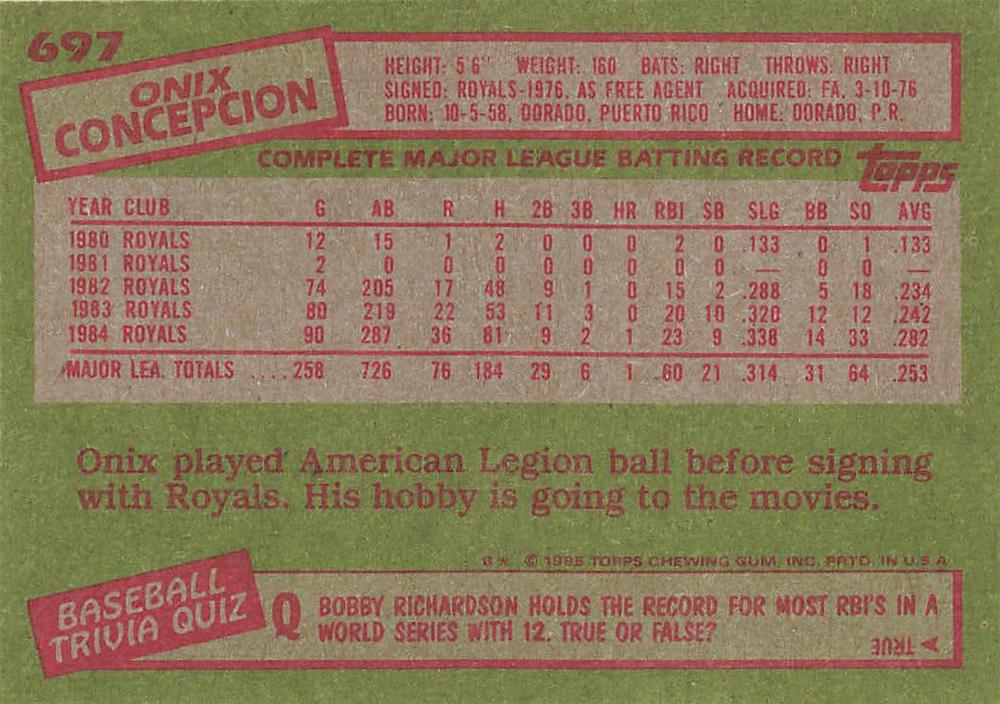 697
ONIX
CONCEPCION
HEIGHT: 5'6" WEIGHT: 160 BATS: RIGHT THROWS: RIGHT
SIGNED: ROYALS-1976, AS FREE AGENT ACQUIRED: FA, 3-10-76
BORN: 10-5-58, DORADO, PUERTO RICO HOME: DORADO, P.R.
COMPLETE MAJOR LEAGUE BATTING RECORD
Topps
YEAR CLUB G AB R H 2B 3B HR RBI SB SLG BB SO AVG
1980 ROYALS 12 15 1 2 0 0 0 2 0 .133 0 1 .133
1981 ROYALS 2 0 0 0 0 0 0 0 0 — 0 0 —
1982 ROYALS 74 205 17 48 9 1 0 15 2 .288 5 18 .234
1983 ROYALS 80 219 22 53 11 3 0 20 10 .320 12 12 .242
1984 ROYALS 90 287 36 81 9 2 1 23 9 .338 14 33 .282
MAJOR LEA. TOTALS ....258 726 76 184 29 6 1 60 21 .314 31 64 .253
Onix played American Legion ball before signing
with Royals. His hobby is going to the movies.
6* © 1985 TOPPS CHEWING GUM, INC. PRTD. IN U.S.A.
BASEBALL
TRIVIA QUIZ
Q BOBBY RICHARDSON HOLDS THE RECORD FOR MOST RBI'S IN A
WORLD SERIES WITH 12. TRUE OR FALSE?
A TRUE